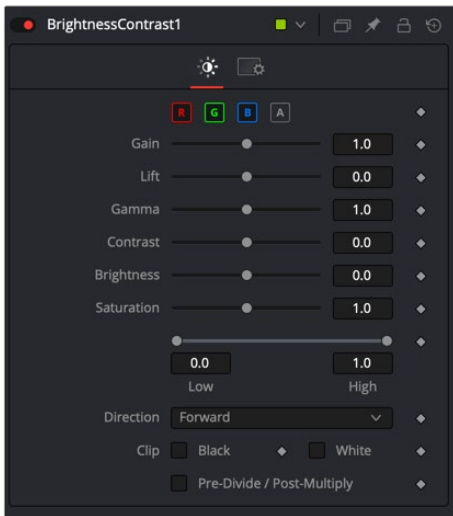 BrightnessContrast1
R G B A
Gain 1.0
Lift 0.0
Gamma 1.0
Contrast 0.0
Brightness 0.0
Saturation 1.0
0.0 1.0
Low High
Direction Forward
Clip Black White
Pre-Divide / Post-Multiply